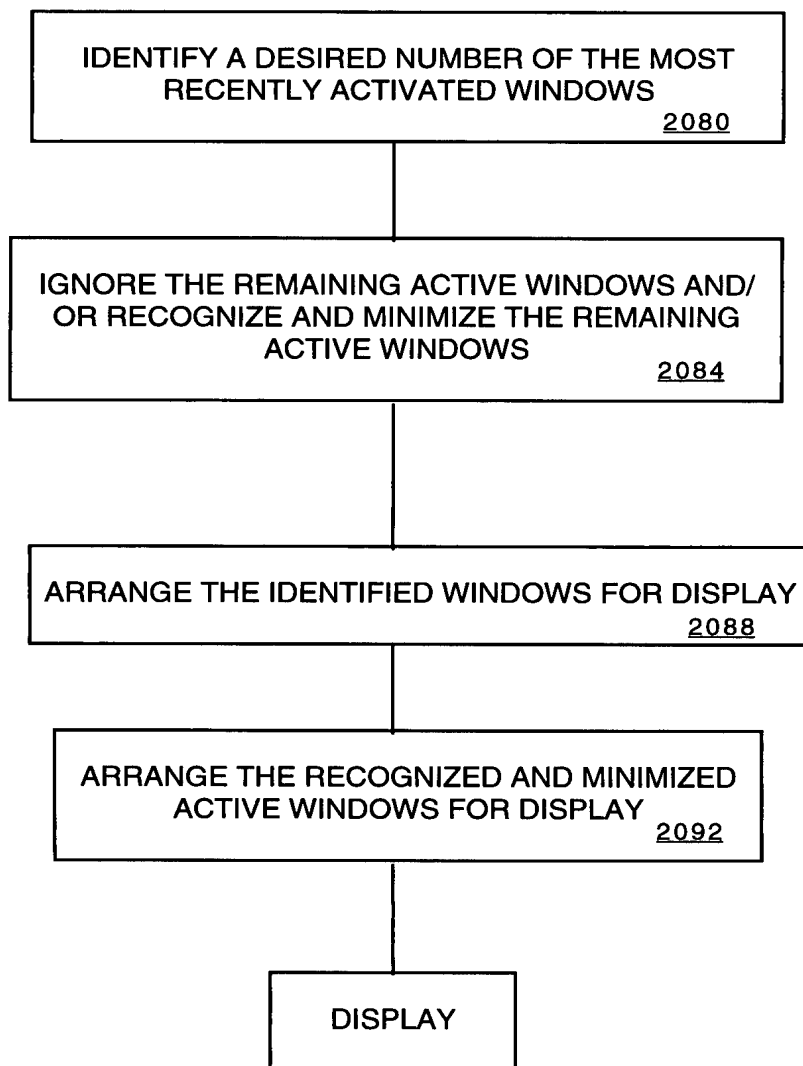 IDENTIFY A DESIRED NUMBER OF THE MOST
RECENTLY ACTIVATED WINDOWS
2080
IGNORE THE REMAINING ACTIVE WINDOWS AND/
OR RECOGNIZE AND MINIMIZE THE REMAINING
ACTIVE WINDOWS
2084
ARRANGE THE IDENTIFIED WINDOWS FOR DISPLAY
2088
ARRANGE THE RECOGNIZED AND MINIMIZED
ACTIVE WINDOWS FOR DISPLAY
2092
DISPLAY